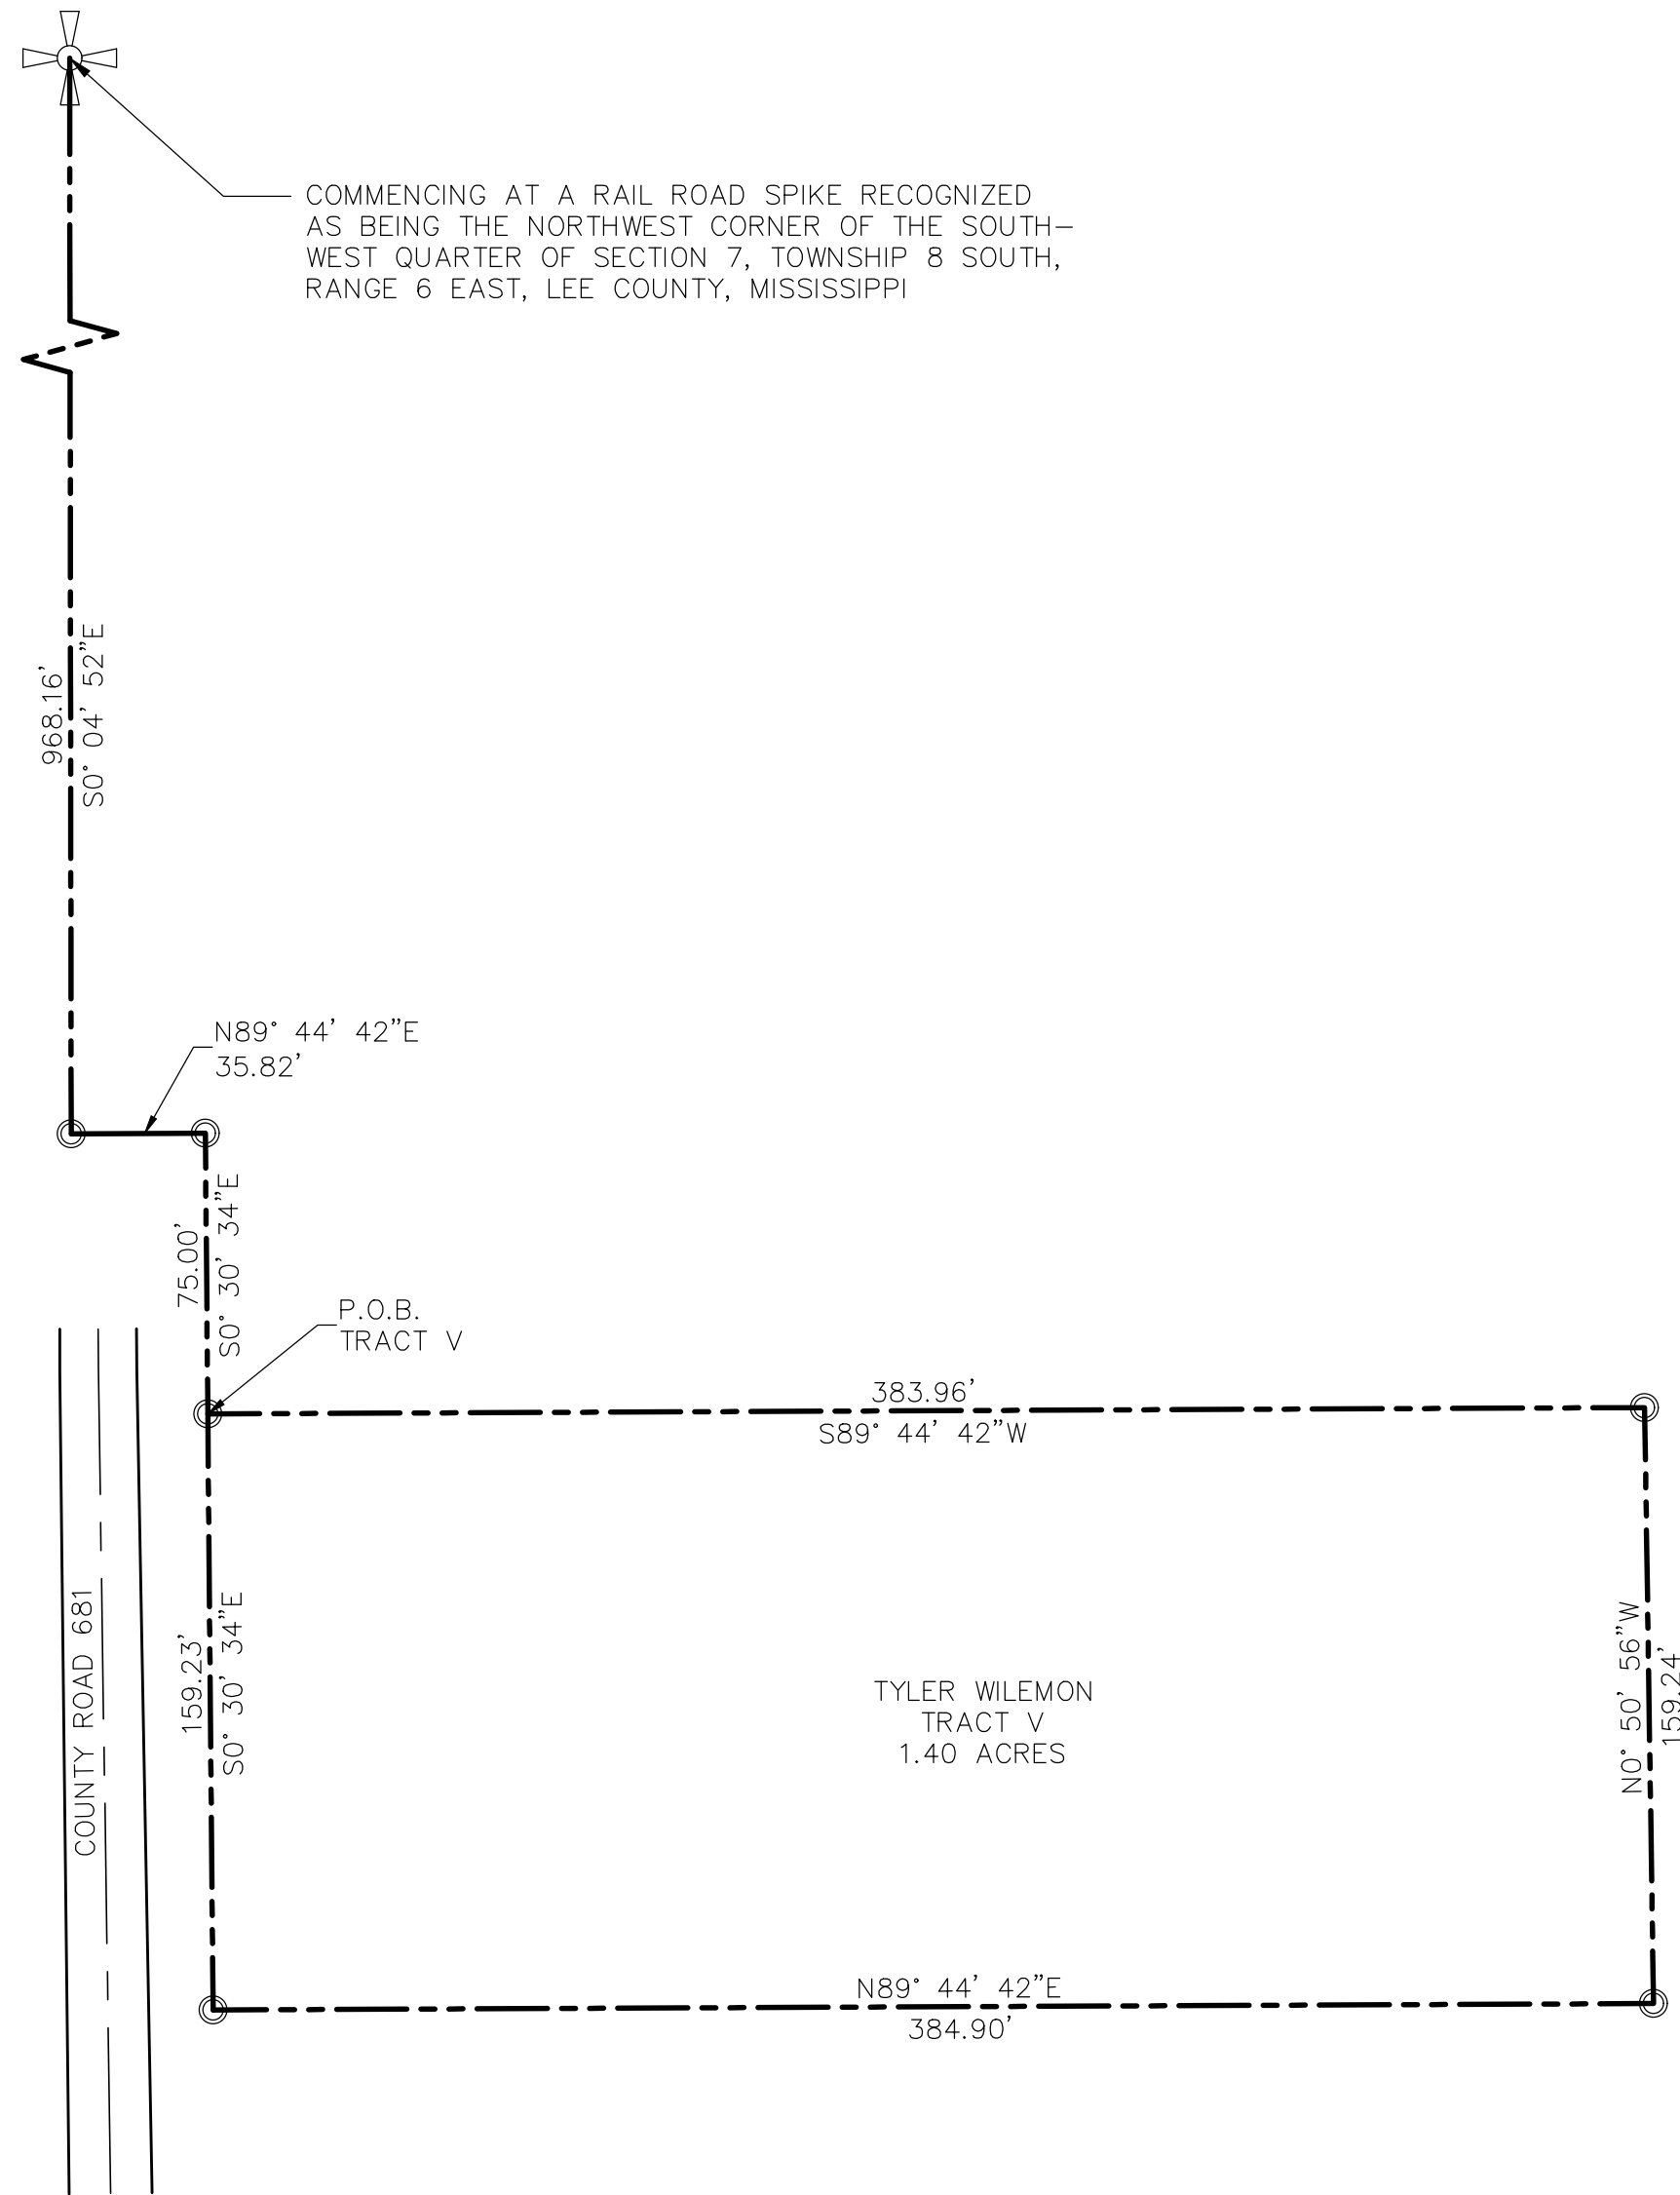 COMMENCING AT A RAIL ROAD SPIKE RECOGNIZED
AS BEING THE NORTHWEST CORNER OF THE SOUTH-
WEST QUARTER OF SECTION 7, TOWNSHIP 8 SOUTH,
RANGE 6 EAST, LEE COUNTY, MISSISSIPPI
968.16'
S0° 04' 52"E
N89° 44' 42"E
35.82'
75.00'
S0° 30' 34"E
P.O.B.
TRACT V
383.96'
S89° 44' 42"W
COUNTY ROAD 681
159.23'
S0° 30' 34"E
TYLER WILEMON
TRACT V
1.40 ACRES
N0° 50' 56"W
159.24'
N89° 44' 42"E
384.90'